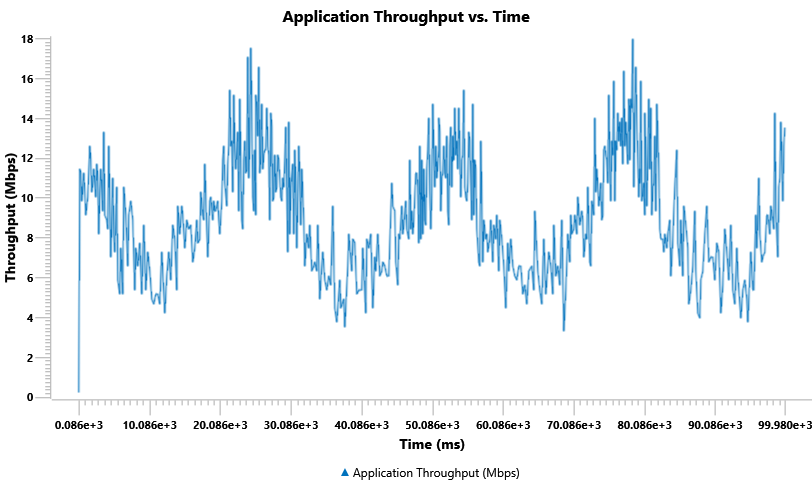 Application Throughput vs. Time
18
16
14
12
10
8
6
4
2
0
Throughput (Mbps)
0.086e+3 10.086e+3 20.086e+3 30.086e+3 40.086e+3 50.086e+3 60.086e+3 70.086e+3 80.086e+3 90.086e+3 99.980e+3
Time (ms)
Application Throughput (Mbps)